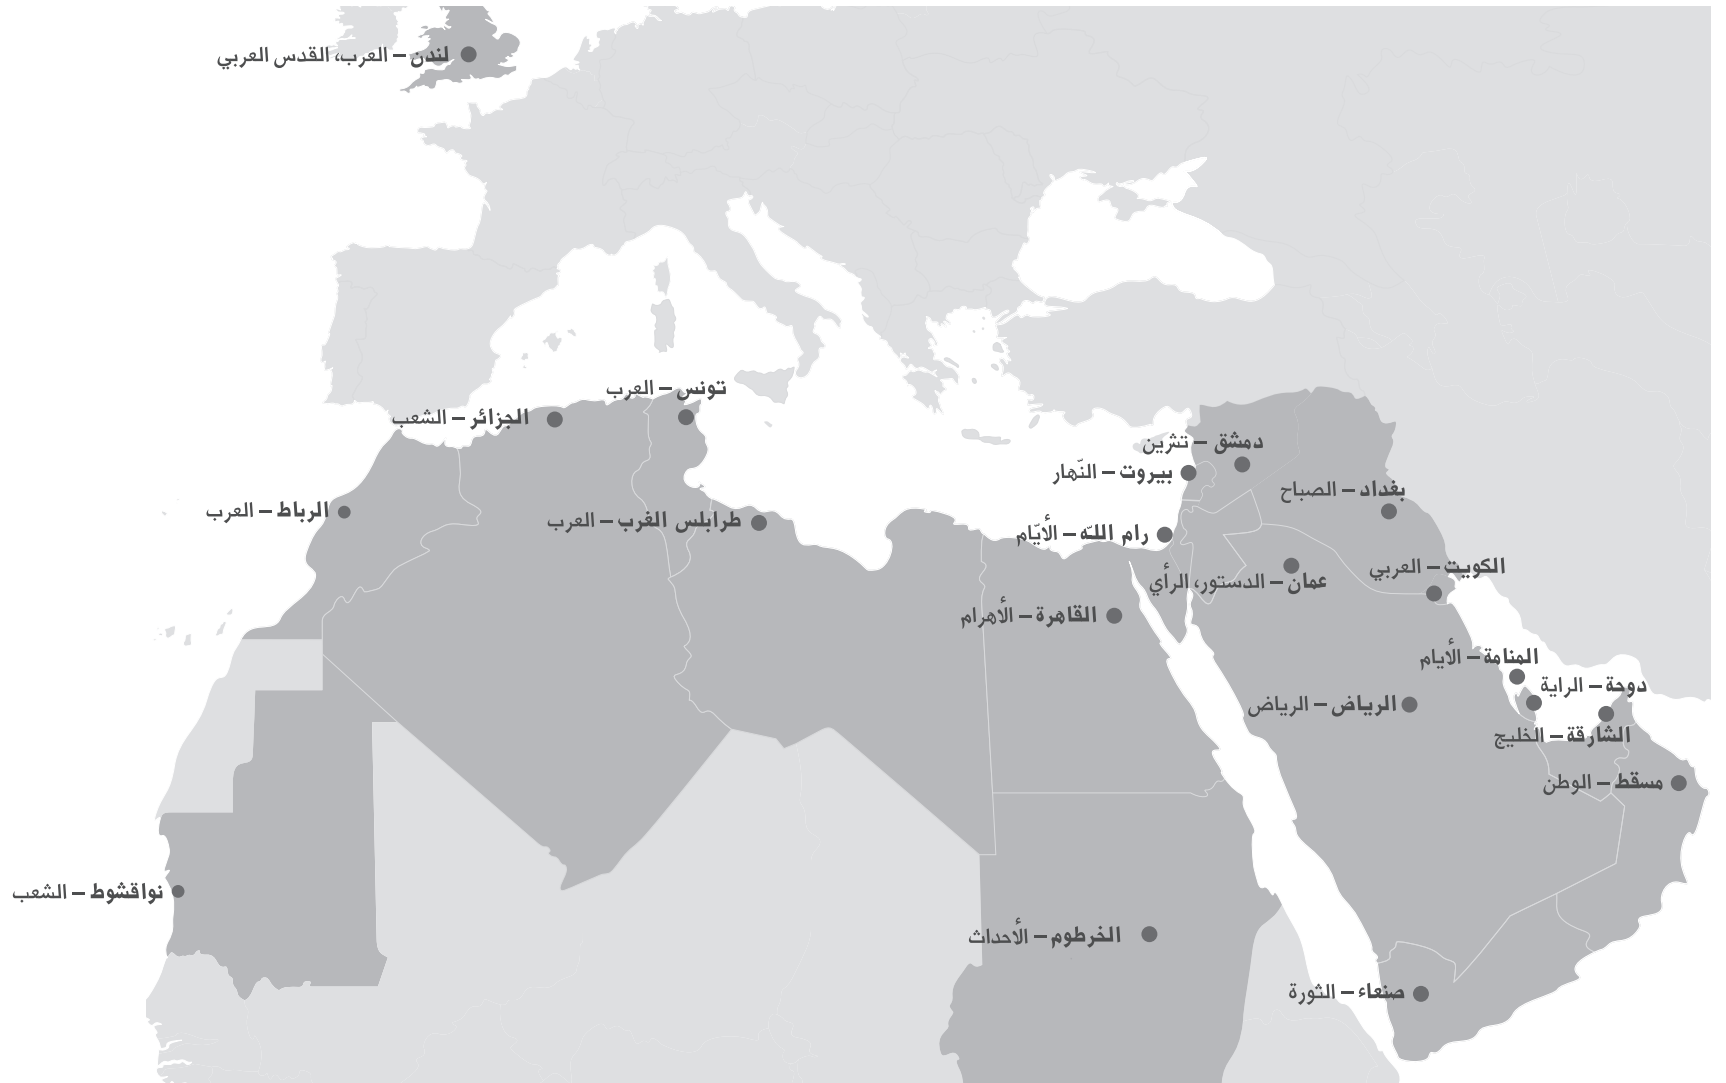 لندن – العرب، القدس العربي
تونس – العرب
الجزائر – الشعب
دمشق – تشرين
بيروت – النّهار
بغداد – الصباح
الرباط – العرب
طرابلس الغرب – العرب
رام اللّه – الأيّام
الكويت – العربي
عمان – الدستور، الرأي
القاهرة – الأهرام
المنامة – الأيام
دوحة – الراية
الرياض – الرياض
الشارقة – الخليج
مسقط – الوطن
نواقشوط – الشعب
الخرطوم – الأحداث
صنعاء – الثورة